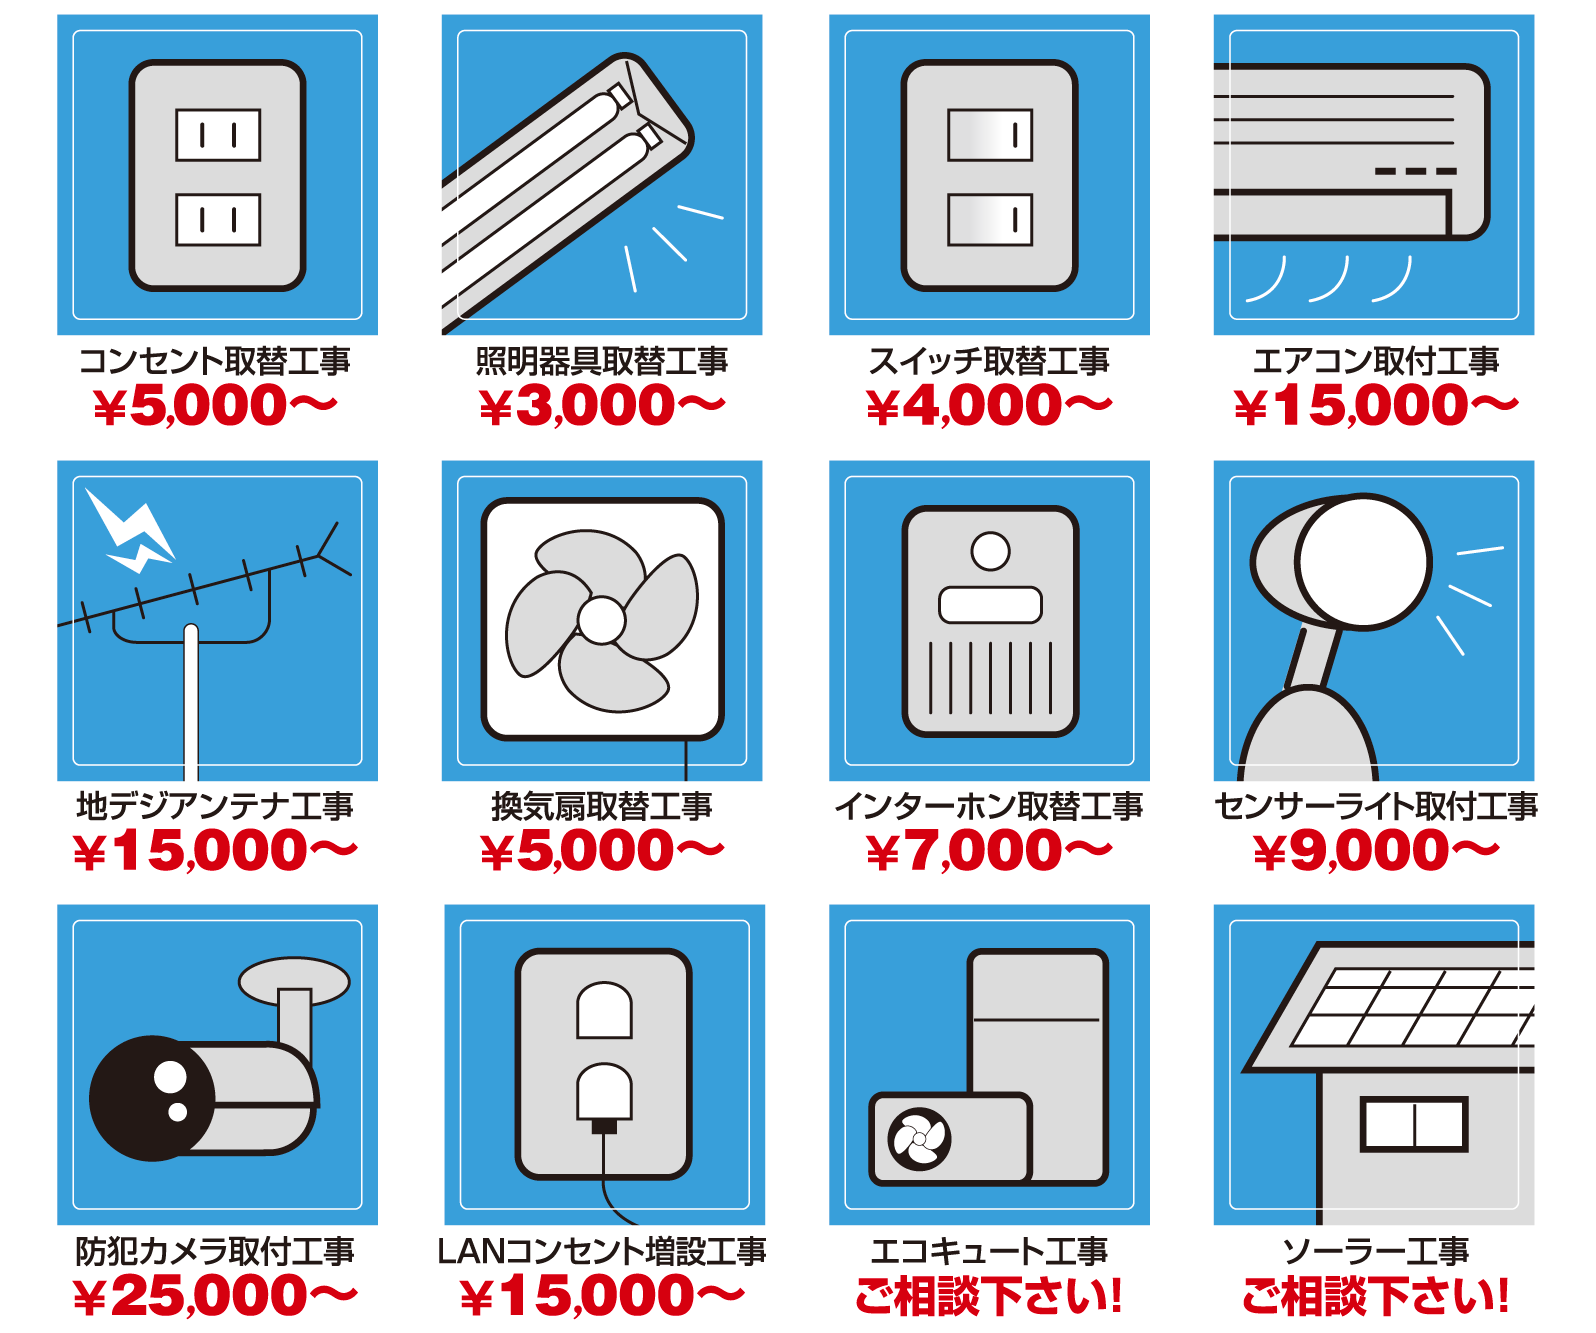 コンセント取替工事
¥5,000～
照明器具取替工事
¥3,000～
スイッチ取替工事
¥4,000～
エアコン取付工事
¥15,000～
地デジアンテナ工事
¥15,000～
換気扇取替工事
¥5,000～
インターホン取替工事
¥7,000～
センサーライト取付工事
¥9,000～
防犯カメラ取付工事
¥25,000～
LANコンセント増設工事
¥15,000～
エコキュート工事
ご相談下さい!
ソーラー工事
ご相談下さい!